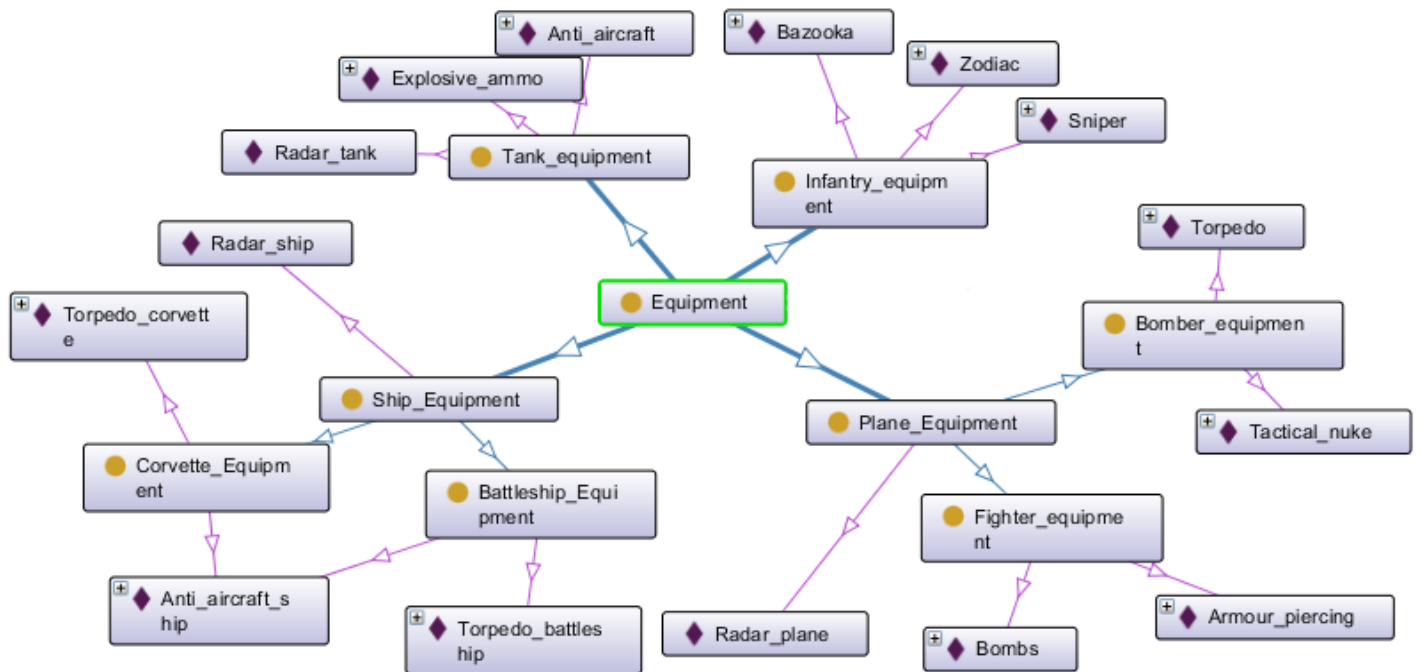 Anti_aircraft
Bazooka
Explosive_ammo
Zodiac
Sniper
Radar_tank
Tank_equipment
Infantry_equipm
ent
Radar_ship
Torpedo
Equipment
Torpedo_corvett
e
Bomber_equipmen
t
Ship_Equipment
Plane_Equipment
Tactical_nuke
Corvette_Equipm
ent
Battleship_Equi
pment
Fighter_equipme
nt
Anti_aircraft_s
hip
Torpedo_battles
hip
Radar_plane
Bombs
Armour_piercing